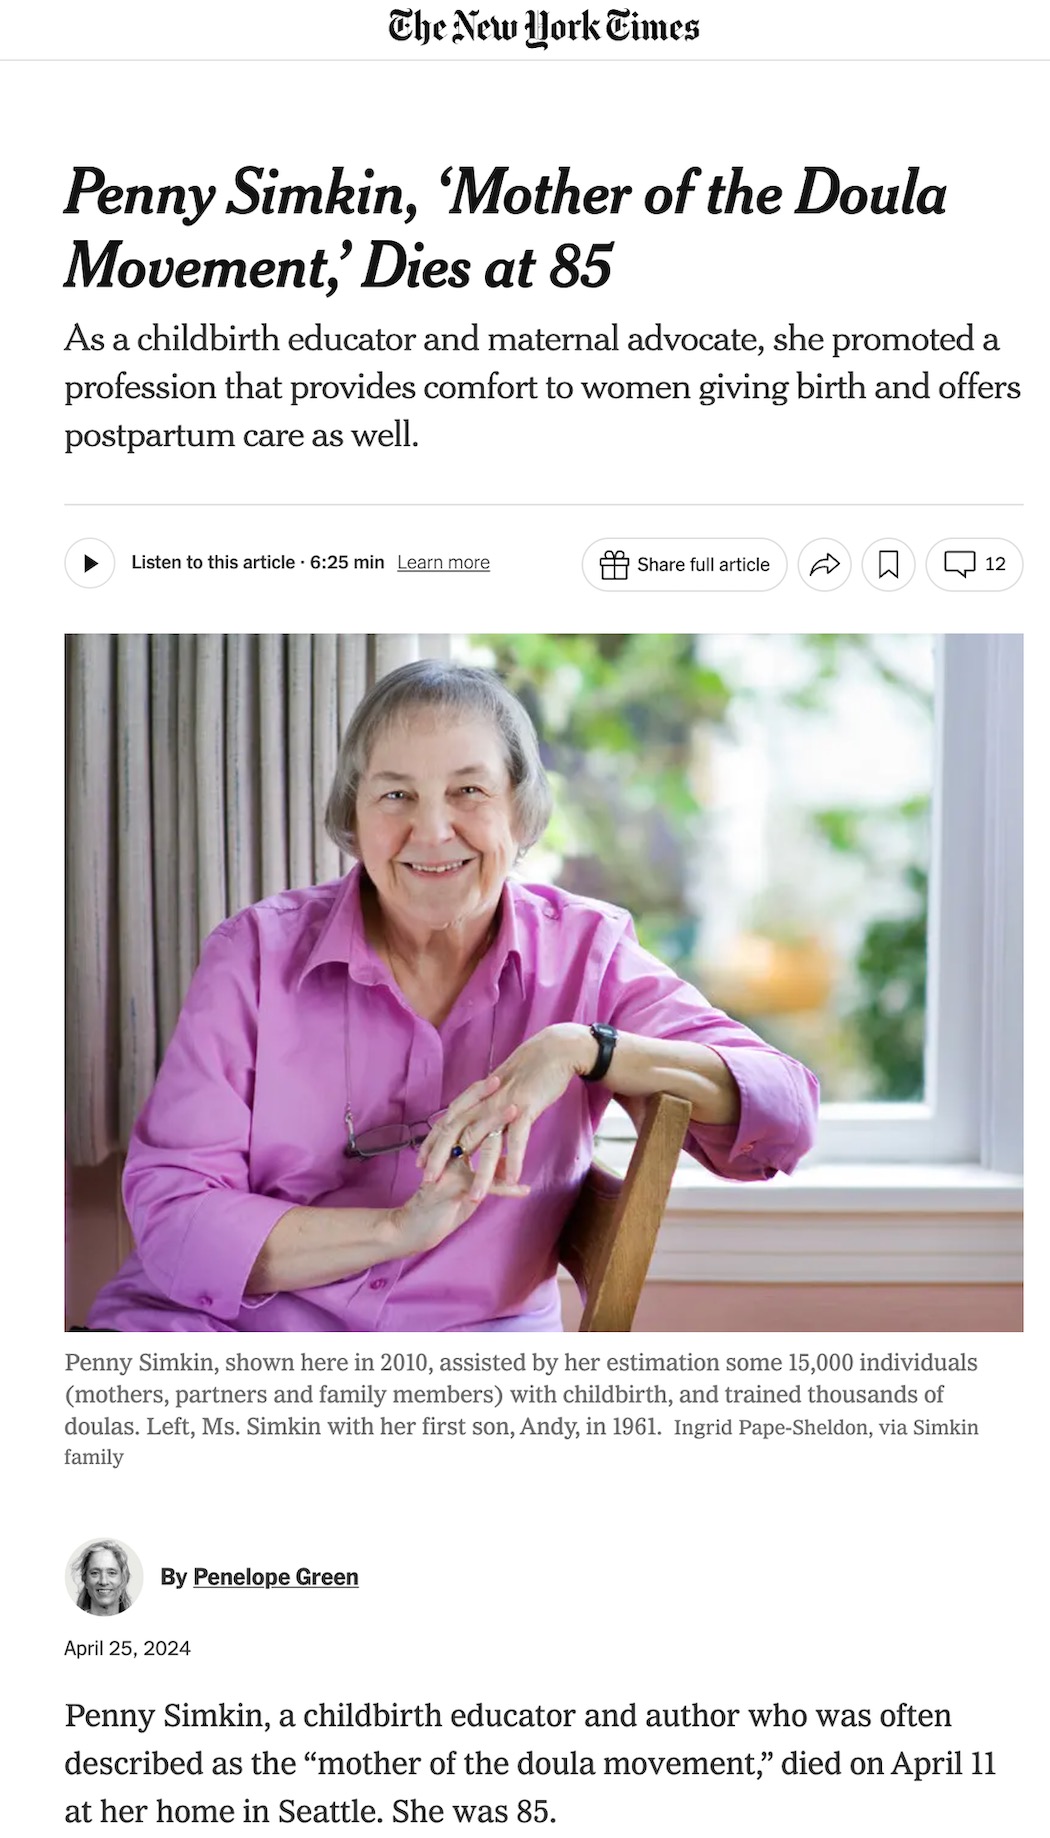 The New York Times
Penny Simkin, ‘Mother of the Doula
Movement,’ Dies at 85
As a childbirth educator and maternal advocate, she promoted a
profession that provides comfort to women giving birth and offers
postpartum care as well.
Listen to this article · 6:25 min Learn more
Share full article
12
Penny Simkin, shown here in 2010, assisted by her estimation some 15,000 individuals
(mothers, partners and family members) with childbirth, and trained thousands of
doulas. Left, Ms. Simkin with her first son, Andy, in 1961. Ingrid Pape-Sheldon, via Simkin
family
By Penelope Green
April 25, 2024
Penny Simkin, a childbirth educator and author who was often
described as the “mother of the doula movement,” died on April 11
at her home in Seattle. She was 85.